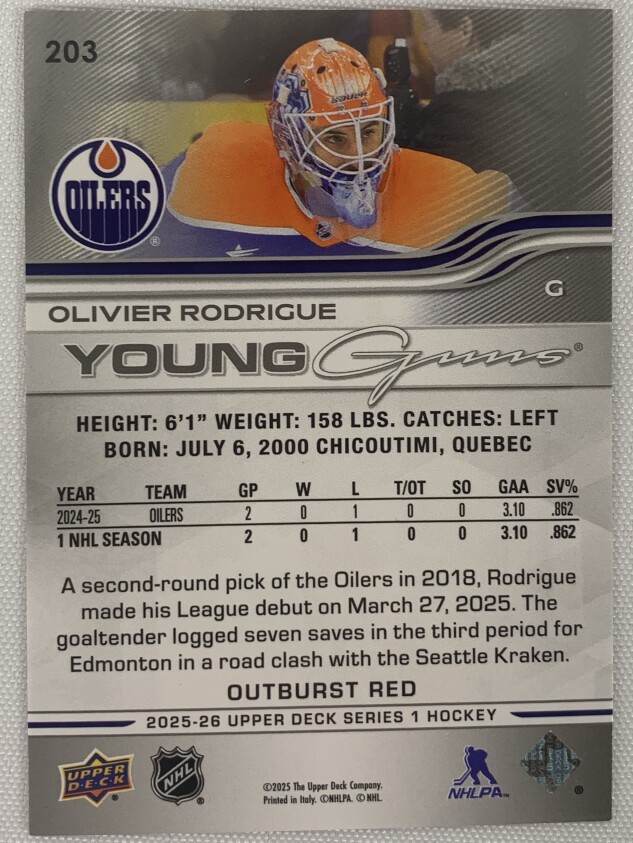 203
Bauer
OILERS
®
G
OLIVIER RODRIGUE
YOUNG Guns®
HEIGHT: 6'1” WEIGHT: 158 LBS. CATCHES: LEFT
BORN: JULY 6, 2000 CHICOUTIMI, QUEBEC
YEAR TEAM GP W L T/OT SO GAA SV%
2024-25 OILERS 2 0 1 0 0 3.10 .862
1 NHL SEASON 2 0 1 0 0 3.10 .862
A second-round pick of the Oilers in 2018, Rodrigue
made his League debut on March 27, 2025. The
goaltender logged seven saves in the third period for
Edmonton in a road clash with the Seattle Kraken.
OUTBURST RED
2025-26 UPPER DECK SERIES 1 HOCKEY
UPPER DECK®
NHL®
©2025 The Upper Deck Company.
Printed in Italy. ©NHLPA. © NHL.
NHLPA™
®